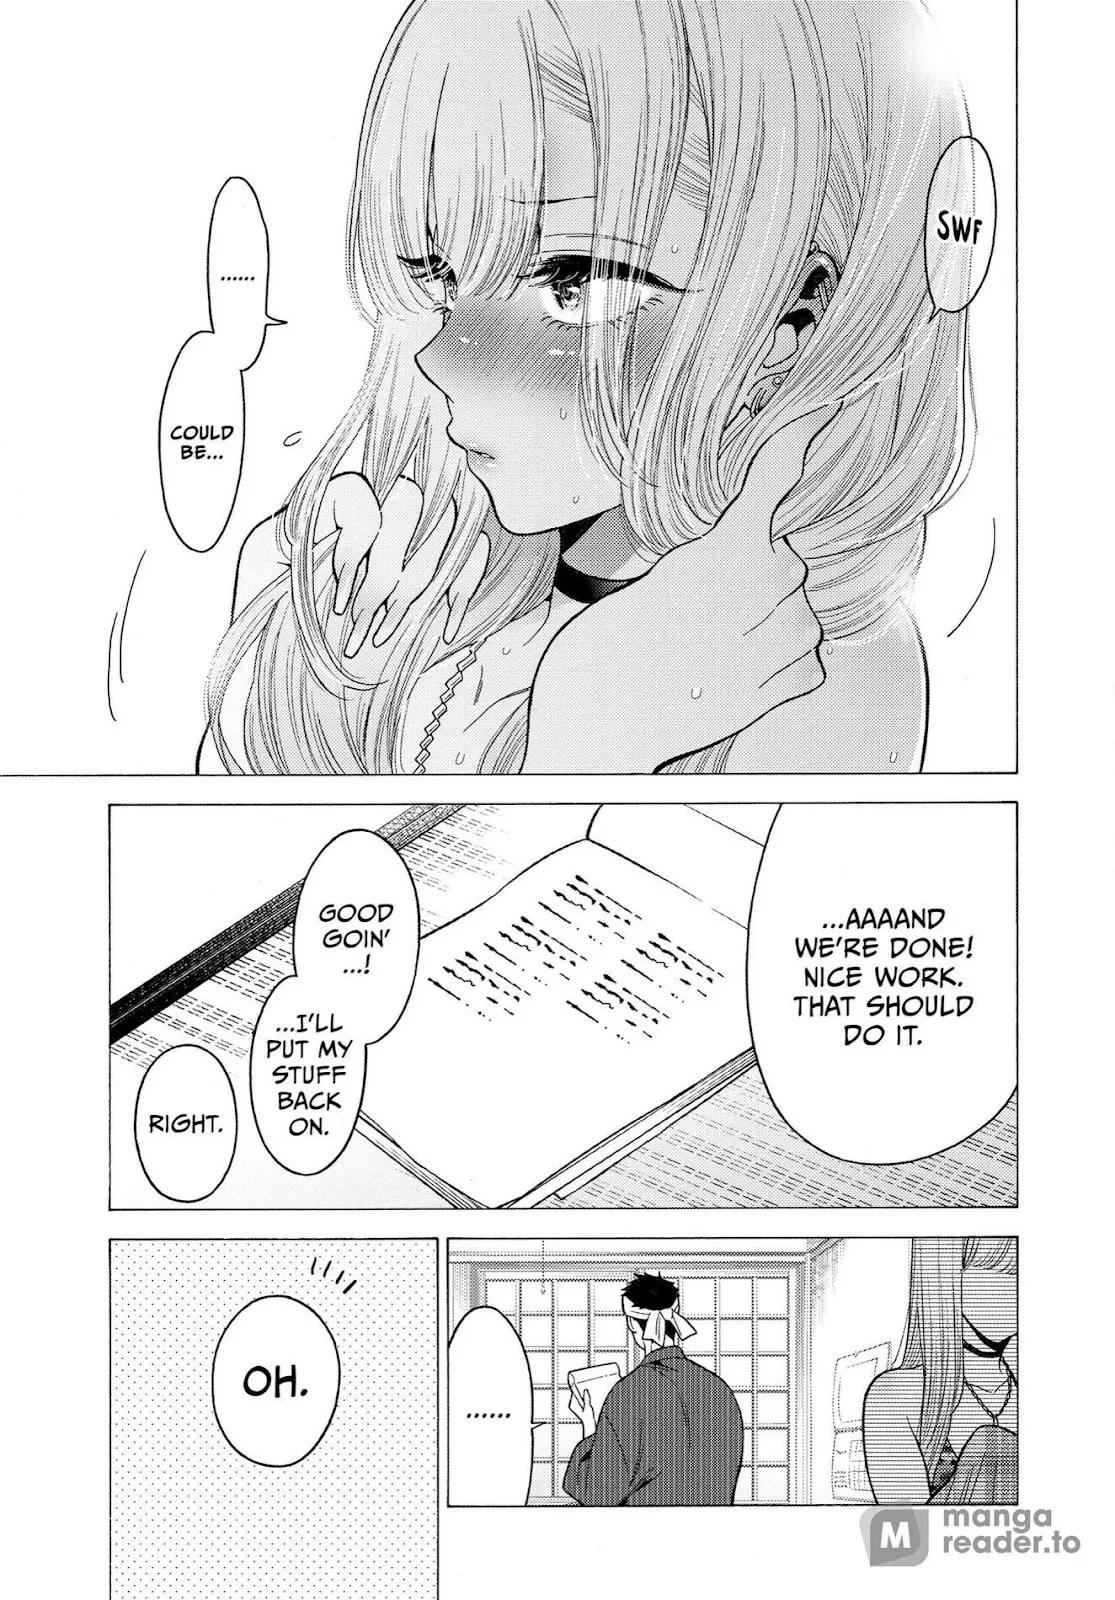 SWF
......
COULD
BE...
...AAAAND
WE'RE DONE!
NICE WORK.
THAT SHOULD
DO IT.
GOOD
GOIN'
...!
...I'LL
PUT MY
STUFF
BACK
ON.
RIGHT.
......
OH.
M
manga
reader.to